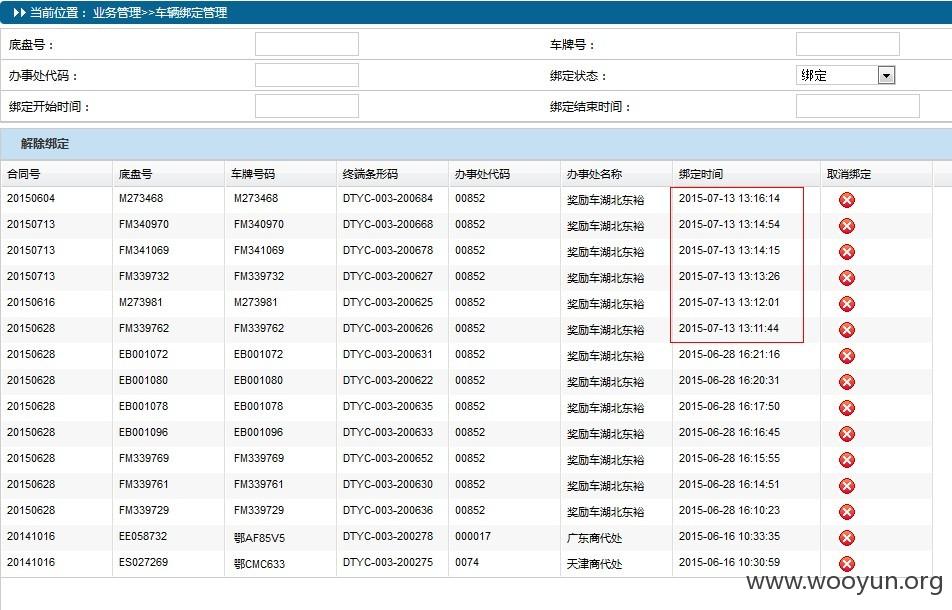 当前位置：业务管理>>车辆绑定管理
底盘号： 车牌号：
办事处代码： 绑定状态： 绑定
绑定开始时间： 绑定结束时间：
解除绑定
合同号 底盘号 车牌号码 终端条形码 办事处代码 办事处名称 绑定时间 取消绑定
20150604 M273468 M273468 DTYC-003-200684 00852 奖励车湖北东裕 2015-07-13 13:16:14
20150713 FM340970 FM340970 DTYC-003-200668 00852 奖励车湖北东裕 2015-07-13 13:14:54
20150713 FM341069 FM341069 DTYC-003-200678 00852 奖励车湖北东裕 2015-07-13 13:14:15
20150713 FM339732 FM339732 DTYC-003-200627 00852 奖励车湖北东裕 2015-07-13 13:13:26
20150616 M273981 M273981 DTYC-003-200625 00852 奖励车湖北东裕 2015-07-13 13:12:01
20150628 FM339762 FM339762 DTYC-003-200626 00852 奖励车湖北东裕 2015-07-13 13:11:44
20150628 EB001072 EB001072 DTYC-003-200631 00852 奖励车湖北东裕 2015-06-28 16:21:16
20150628 EB001080 EB001080 DTYC-003-200622 00852 奖励车湖北东裕 2015-06-28 16:20:31
20150628 EB001078 EB001078 DTYC-003-200635 00852 奖励车湖北东裕 2015-06-28 16:17:50
20150628 EB001096 EB001096 DTYC-003-200633 00852 奖励车湖北东裕 2015-06-28 16:16:45
20150628 FM339769 FM339769 DTYC-003-200652 00852 奖励车湖北东裕 2015-06-28 16:15:55
20150628 FM339761 FM339761 DTYC-003-200630 00852 奖励车湖北东裕 2015-06-28 16:14:51
20150628 FM339729 FM339729 DTYC-003-200636 00852 奖励车湖北东裕 2015-06-28 16:10:23
20141016 EE058732 鄂AF85V5 DTYC-003-200278 000017 广东商代处 2015-06-16 10:33:35
20141016 ES027269 鄂CMC633 DTYC-003-200275 0074 天津商代处 2015-06-16 10:30:59
www.wooyun.org